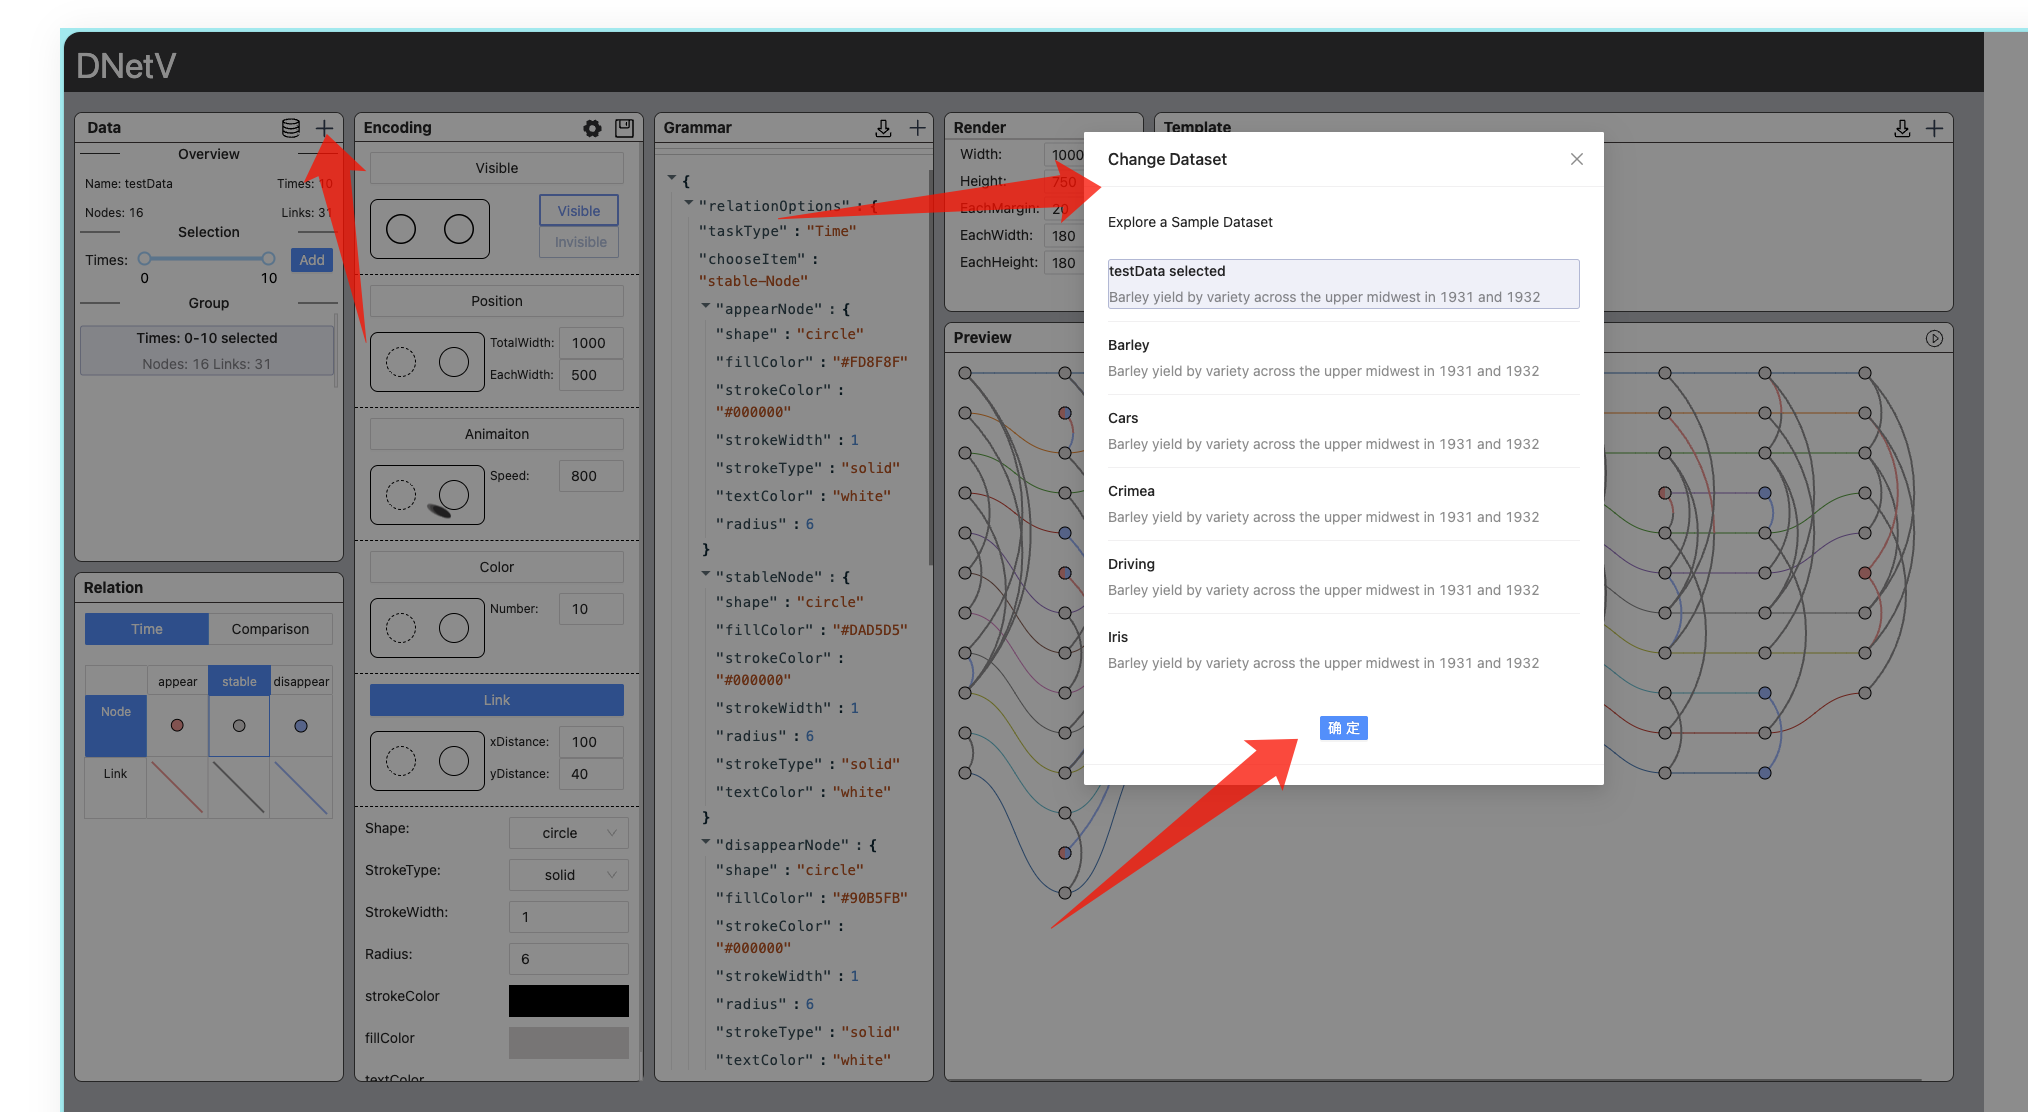 DNetV
Data
Overview
Name: testData
Times: 10
Nodes: 16
Links: 31
Selection
Times:
Add
0
10
Group
Times: 0-10 selected
Nodes: 16 Links: 31
Relation
Time
Comparison
appear
stable
disappear
Node
Link
Encoding
Visible
Visible
Invisible
Position
TotalWidth: 1000
EachWidth: 500
Animaiton
Speed: 800
Color
Number: 10
Link
xDistance: 100
yDistance: 40
Shape: circle
StrokeType: solid
StrokeWidth: 1
Radius: 6
strokeColor
fillColor
textColor
Grammar
{
"relationOptions" : {
"taskType" : "Time"
"chooseItem" :
"stable-Node"
"appearNode" : {
"shape" : "circle"
"fillColor" : "#FD8F8F"
"strokeColor" :
"#000000"
"strokeWidth" : 1
"strokeType" : "solid"
"textColor" : "white"
"radius" : 6
}
"stableNode" : {
"shape" : "circle"
"fillColor" : "#DAD5D5"
"strokeColor" :
"#000000"
"strokeWidth" : 1
"radius" : 6
"strokeType" : "solid"
"textColor" : "white"
}
"disappearNode" : {
"shape" : "circle"
"fillColor" : "#90B5FB"
"strokeColor" :
"#000000"
"strokeWidth" : 1
"radius" : 6
"strokeType" : "solid"
"textColor" : "white"
Render
Width: 1000
Height: 750
EachMargin: 20
EachWidth: 180
EachHeight: 180
Template
Preview
Change Dataset
Explore a Sample Dataset
testData selected
Barley yield by variety across the upper midwest in 1931 and 1932
Barley
Barley yield by variety across the upper midwest in 1931 and 1932
Cars
Barley yield by variety across the upper midwest in 1931 and 1932
Crimea
Barley yield by variety across the upper midwest in 1931 and 1932
Driving
Barley yield by variety across the upper midwest in 1931 and 1932
Iris
Barley yield by variety across the upper midwest in 1931 and 1932
确 定